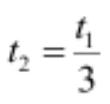 t₂ = t₁/3